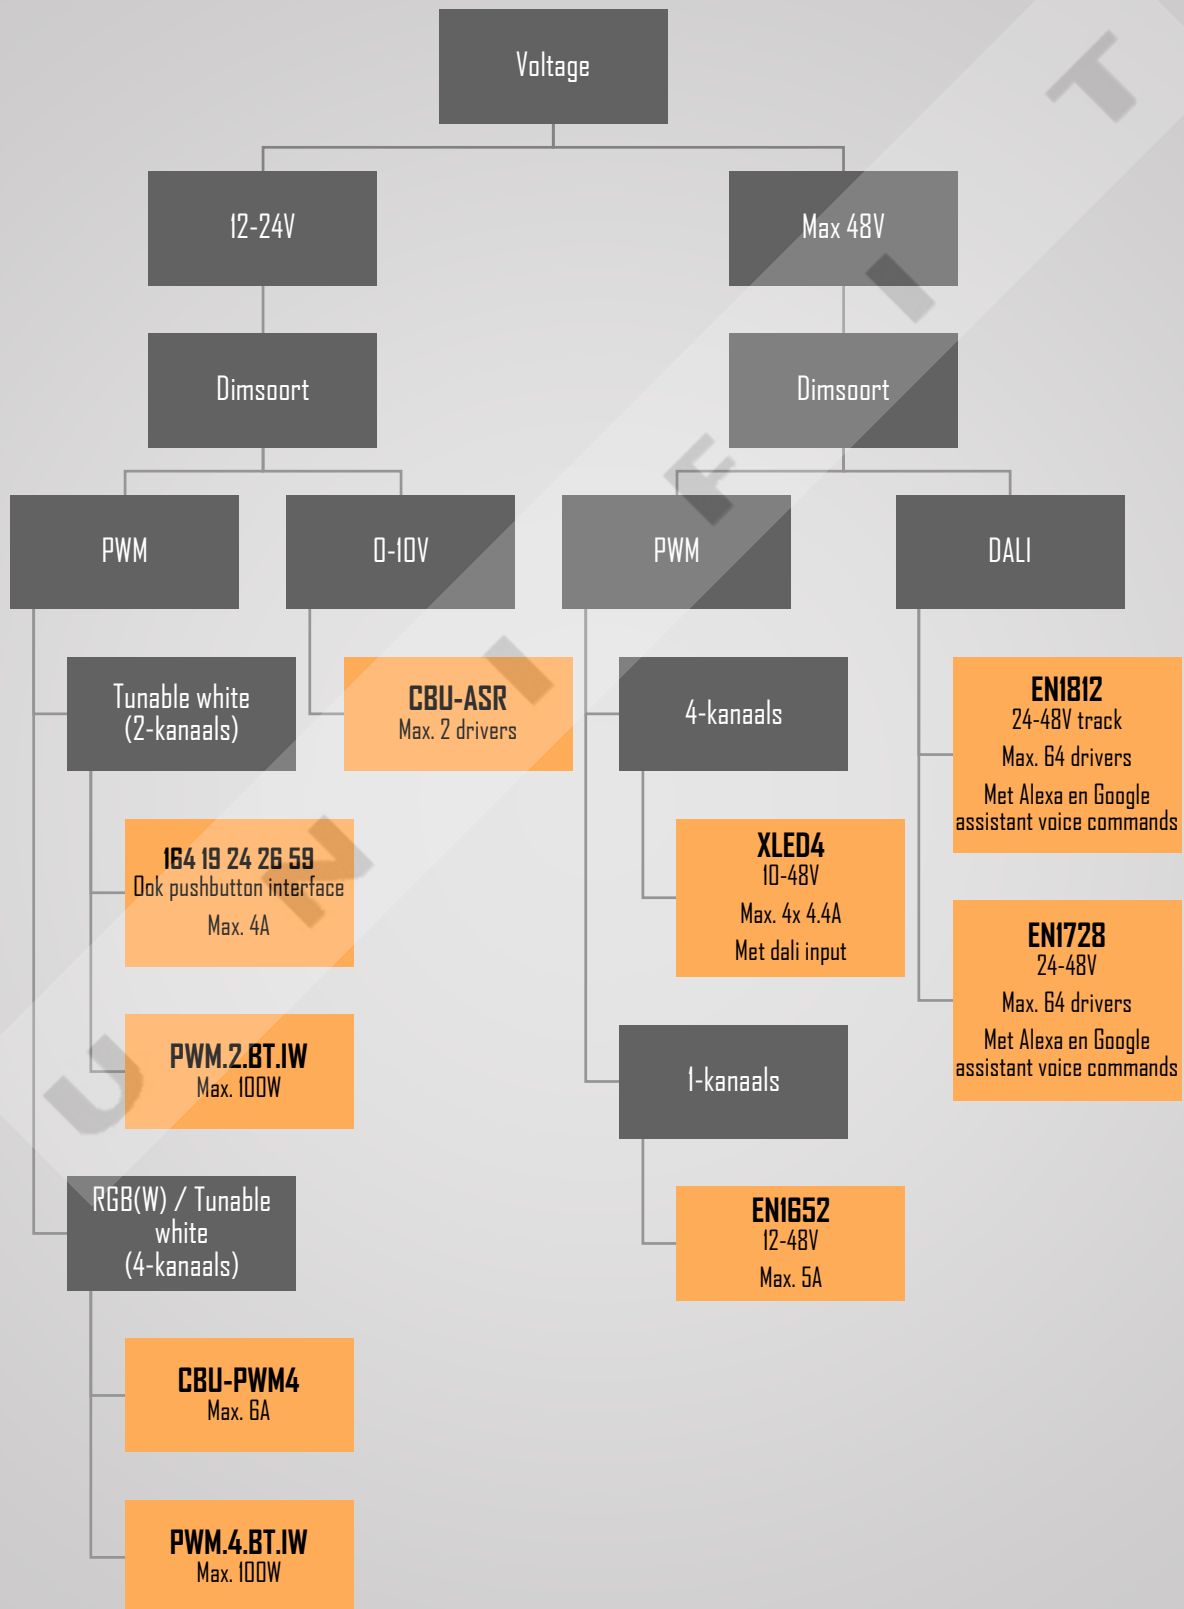 Voltage
12-24V
Max 48V
Dimsoort
Dimsoort
PWM
0-10V
PWM
DALI
Tunable white
(2-kanaals)
CBU-ASR
Max. 2 drivers
4-kanaals
EN1812
24-48V track
Max. 64 drivers
Met Alexa en Google
assistant voice commands
164 19 24 26 59
Ook pushbutton interface
Max. 4A
XLED4
10-48V
Max. 4x 4.4A
Met dali input
EN1728
24-48V
Max. 64 drivers
Met Alexa en Google
assistant voice commands
PWM.2.BT.IW
Max. 100W
1-kanaals
RGB(W) / Tunable
white
(4-kanaals)
EN1652
12-48V
Max. 5A
CBU-PWM4
Max. 6A
PWM.4.BT.IW
Max. 100W
UNIFIT